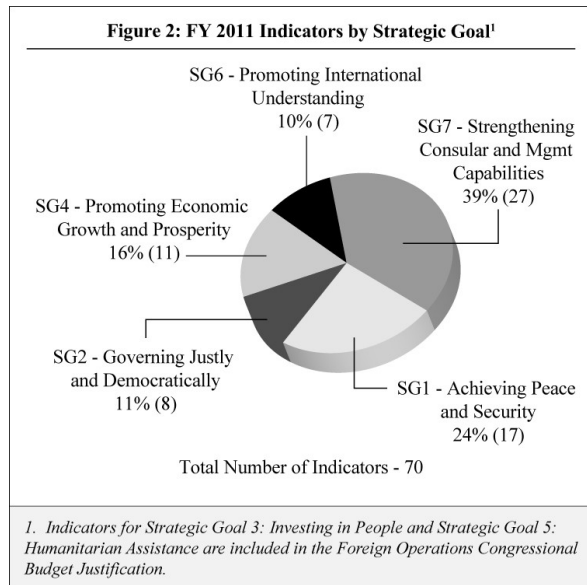 Figure 2: FY 2011 Indicators by Strategic Goal¹
SG6 - Promoting International
Understanding
10% (7)
SG7 - Strengthening
Consular and Mgmt
Capabilities
39% (27)
SG4 - Promoting Economic
Growth and Prosperity
16% (11)
SG2 - Governing Justly
and Democratically
11% (8)
SG1 - Achieving Peace
and Security
24% (17)
Total Number of Indicators - 70
1. Indicators for Strategic Goal 3: Investing in People and Strategic Goal 5:
Humanitarian Assistance are included in the Foreign Operations Congressional
Budget Justification.